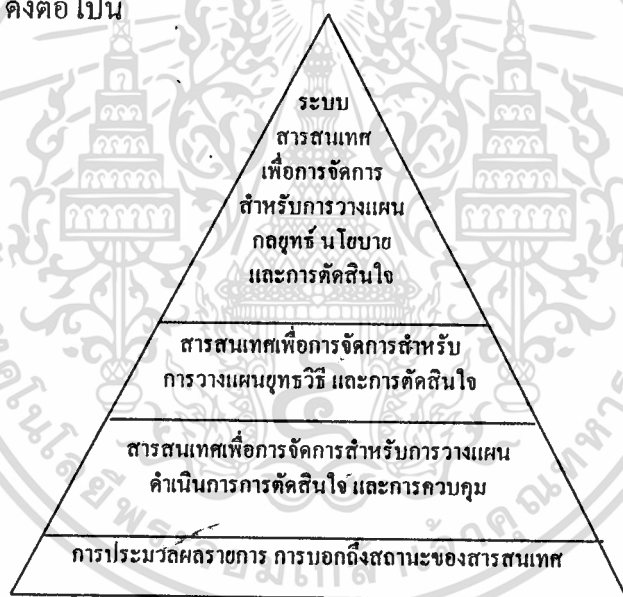 ดังต่อไปนี้
ระบบ
สารสนเทศ
เพื่อการจัดการ
สำหรับการวางแผน
กลยุทธ์ นโยบาย
และการตัดสินใจ
สารสนเทศเพื่อการจัดการสำหรับ
การวางแผนยุทธวิธี และการตัดสินใจ
สารสนเทศเพื่อการจัดการสำหรับการวางแผน
ดำเนินการการตัดสินใจ และการควบคุม
การประมวลผลรายการ การบอกถึงสถานะของสารสนเทศ